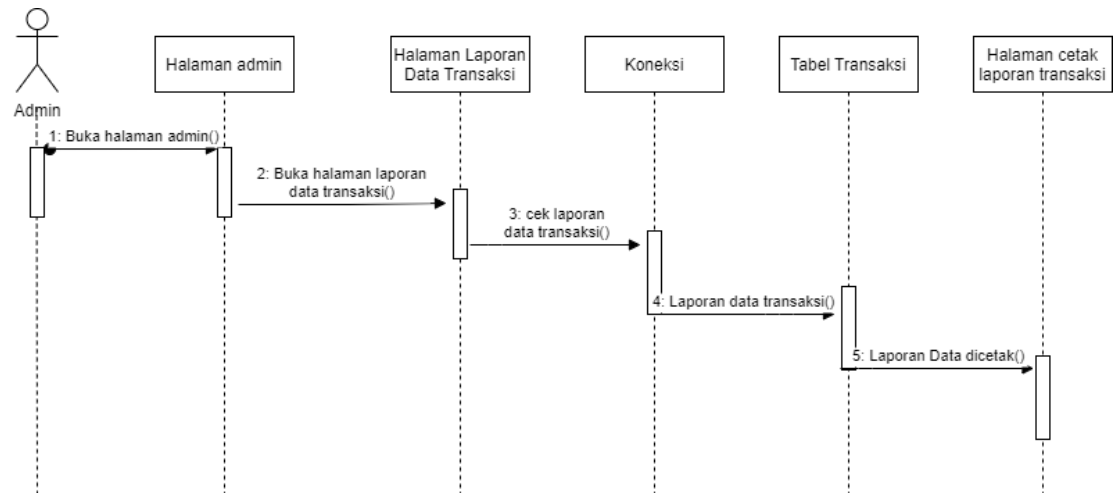 Admin
Halaman admin
Halaman Laporan
Data Transaksi
Koneksi
Tabel Transaksi
Halaman cetak
laporan transaksi
1: Buka halaman admin()
2: Buka halaman laporan
data transaksi()
3: cek laporan
data transaksi()
4: Laporan data transaksi()
5: Laporan Data dicetak()